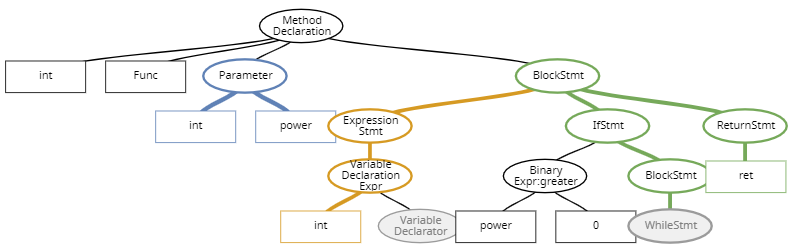 Method
Declaration
int
Func
Parameter
BlockStmt
int
power
Expression
Stmt
IfStmt
ReturnStmt
Variable
Declaration
Expr
Binary
Expr:greater
BlockStmt
ret
int
Variable
Declarator
power
0
WhileStmt